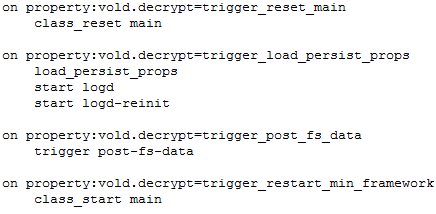 on property:vold.decrypt=trigger_reset_main
    class_reset main

on property:vold.decrypt=trigger_load_persist_props
    load_persist_props
    start logd
    start logd-reinit

on property:vold.decrypt=trigger_post_fs_data
    trigger post-fs-data

on property:vold.decrypt=trigger_restart_min_framework
    class_start main